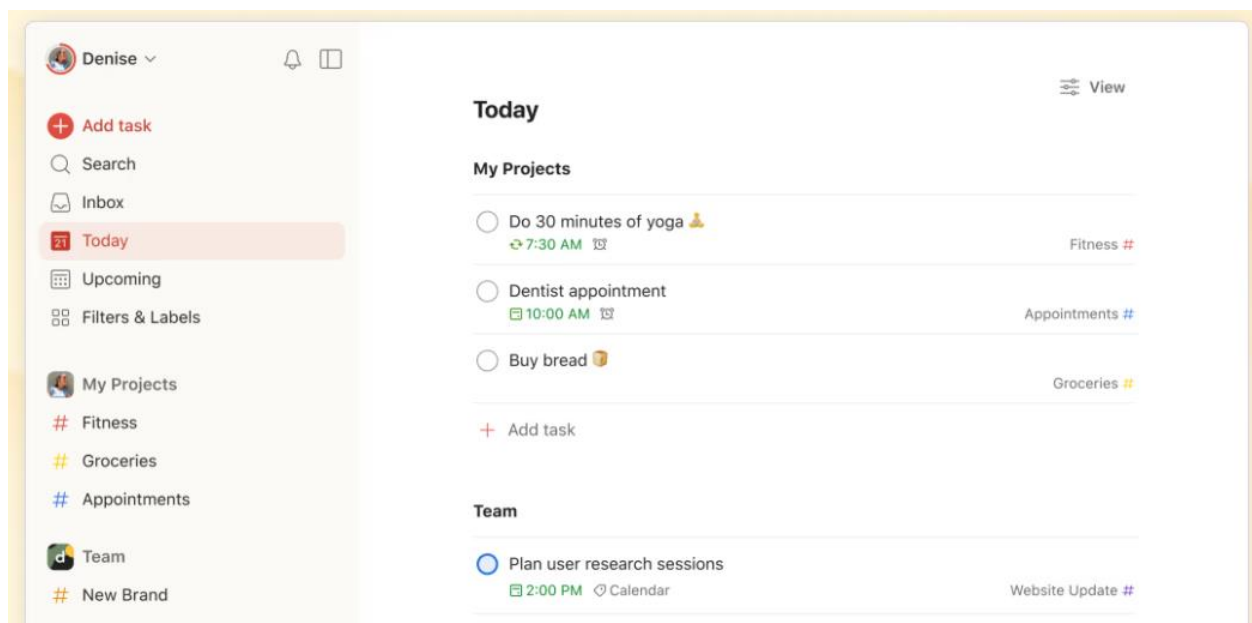 Denise
Add task
Search
Inbox
21 Today
Upcoming
Filters & Labels
My Projects
# Fitness
# Groceries
# Appointments
d Team
# New Brand
View
Today
My Projects
Do 30 minutes of yoga
7:30 AM
Fitness #
Dentist appointment
10:00 AM
Appointments #
Buy bread
Groceries #
+ Add task
Team
Plan user research sessions
2:00 PM Calendar
Website Update #